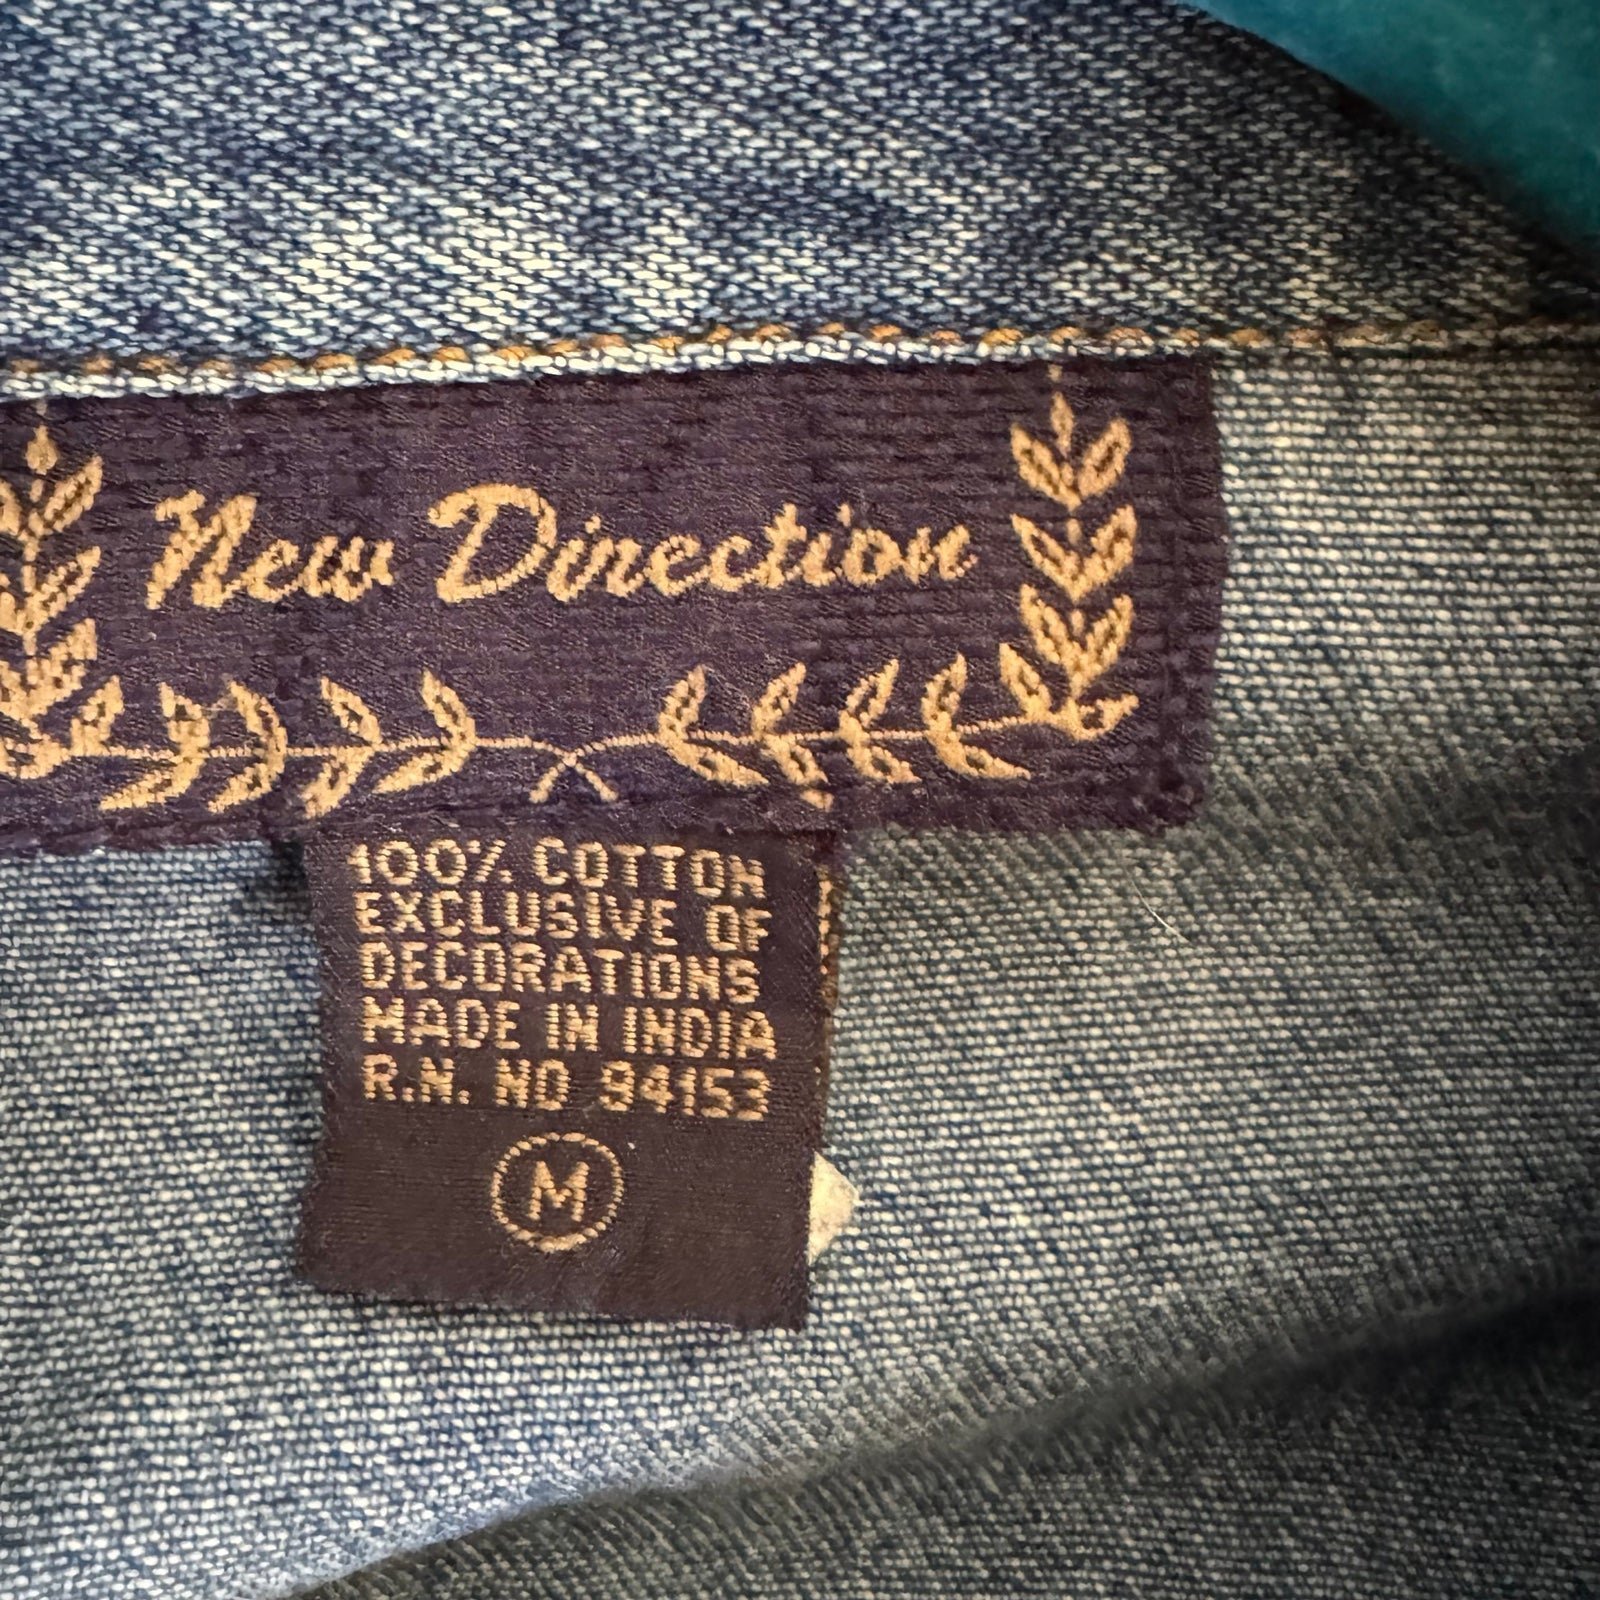 New Direction
100% COTTON
EXCLUSIVE OF
DECORATIONS
MADE IN INDIA
R.N. NO 94153
M